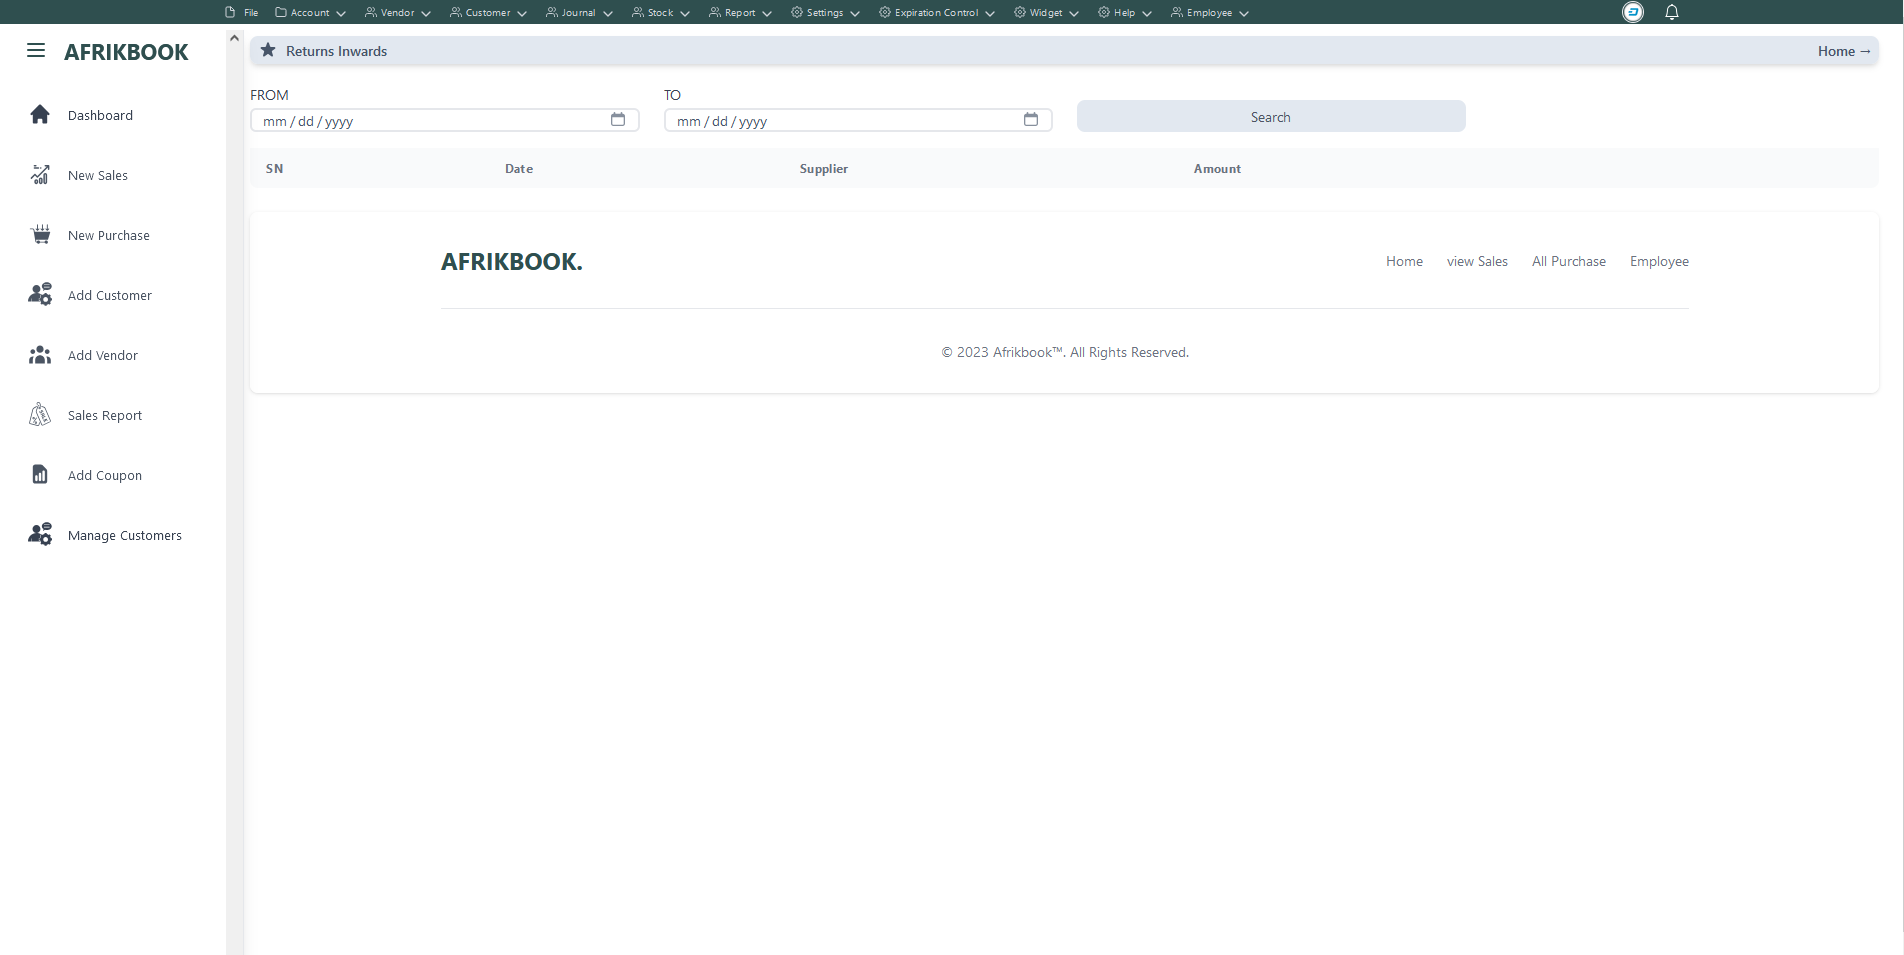 File Account Vendor Customer Journal Stock Report Settings Expiration Control Widget Help Employee
AFRIKBOOK
Returns Inwards Home →
Dashboard
New Sales
New Purchase
Add Customer
Add Vendor
Sales Report
Add Coupon
Manage Customers
FROM TO
mm / dd / yyyy mm / dd / yyyy Search
SN Date Supplier Amount
AFRIKBOOK. Home view Sales All Purchase Employee
© 2023 Afrikbook™. All Rights Reserved.